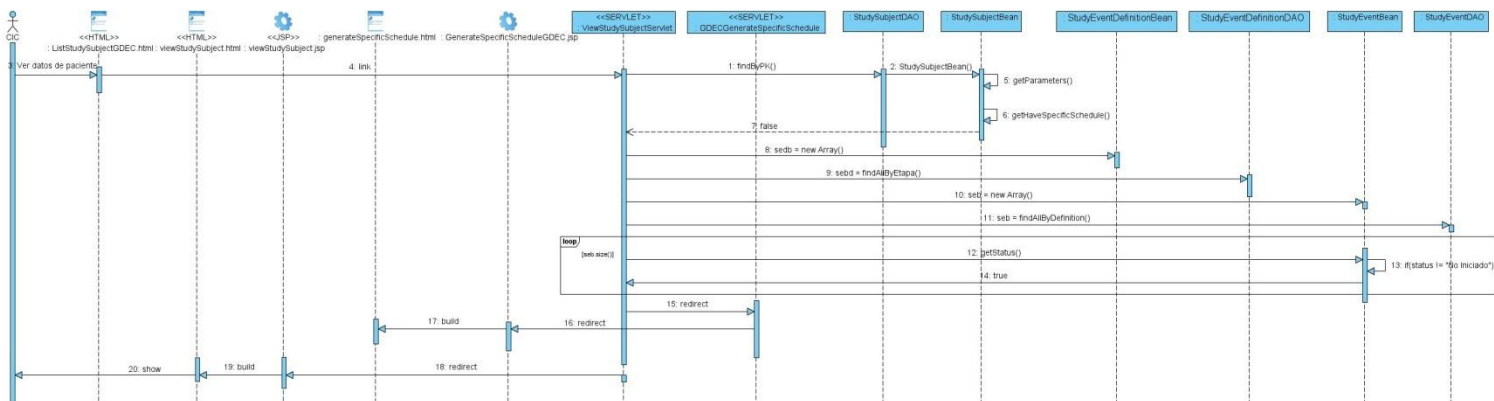 CIC
<<HTML>>
: ListStudySubjectGDEC.html
<<HTML>>
: viewStudySubject.html
<<JSP>>
: viewStudySubject.jsp
: generateSpecificSchedule.html
: GenerateSpecificScheduleGDEC.jsp
<<SERVLET>>
: ViewStudySubjectServlet
<<SERVLET>>
: GDECGenerateSpecificSchedule
: StudySubjectDAO
: StudySubjectBean
: StudyEventDefinitionBean
: StudyEventDefinitionDAO
: StudyEventBean
: StudyEventDAO
3: Ver datos de paciente
4: link
1: findByPK()
2: StudySubjectBean()
5: getParameters()
6: getHaveSpecificSchedule()
7: false
8: sedb = new Array()
9: sebd = findAllByEtapa()
10: seb = new Array()
11: seb = findAllByDefinition()
loop
[seb.size()]
12: getStatus()
13: if(status != "No Iniciado")
14: true
15: redirect
16: redirect
17: build
18: redirect
19: build
20: show